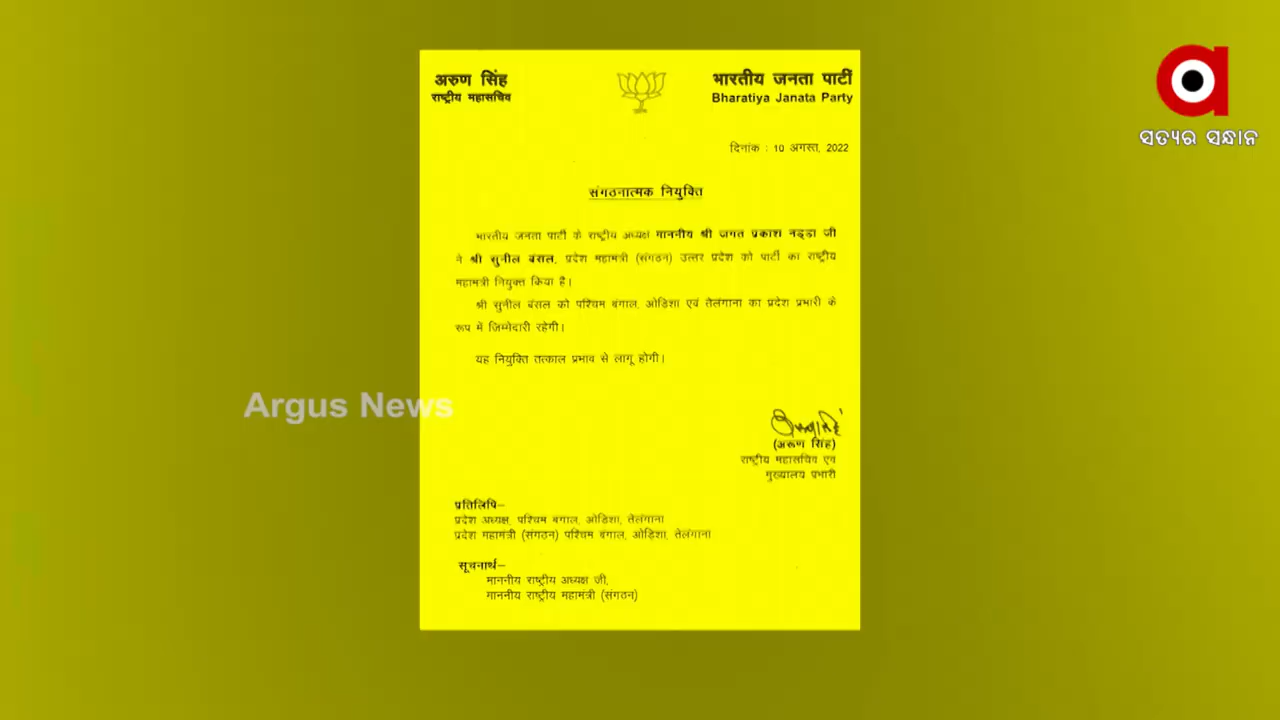 अरुण सिंह
राष्ट्रीय महासचिव
भारतीय जनता पार्टी
Bharatiya Janata Party
दिनांक : 10 अगस्त, 2022
संगठनात्मक नियुक्ति
भारतीय जनता पार्टी के राष्ट्रीय अध्यक्ष माननीय श्री जगत प्रकाश नड्डा जी
ने श्री सुनील बंसल, प्रदेश महामंत्री (संगठन) उत्तर प्रदेश को पार्टी का राष्ट्रीय
महामंत्री नियुक्त किया है।
श्री सुनील बंसल को पश्चिम बंगाल, ओडिशा एवं तेलंगाना का प्रदेश प्रभारी के
रूप में जिम्मेदारी रहेगी।
यह नियुक्ति तत्काल प्रभाव से लागू होगी।
(अरूण सिंह)
राष्ट्रीय महासचिव एवं
मुख्यालय प्रभारी
प्रतिलिपि–
प्रदेश अध्यक्ष, पश्चिम बंगाल, ओडिशा, तेलंगाना
प्रदेश महामंत्री (संगठन) पश्चिम बंगाल, ओड़िशा, तेलंगाना
सूचनार्थ–
माननीय राष्ट्रीय अध्यक्ष जी,
माननीय राष्ट्रीय महामंत्री (संगठन)
Argus News
ସତ୍ୟର ସନ୍ଧାନ